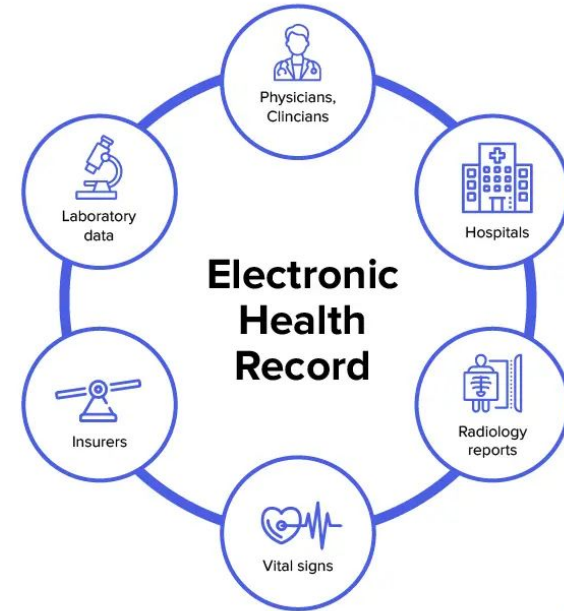 Physicians,
Clincians
Laboratory
data
Hospitals
Electronic
Health
Record
Insurers
Radiology
reports
Vital signs